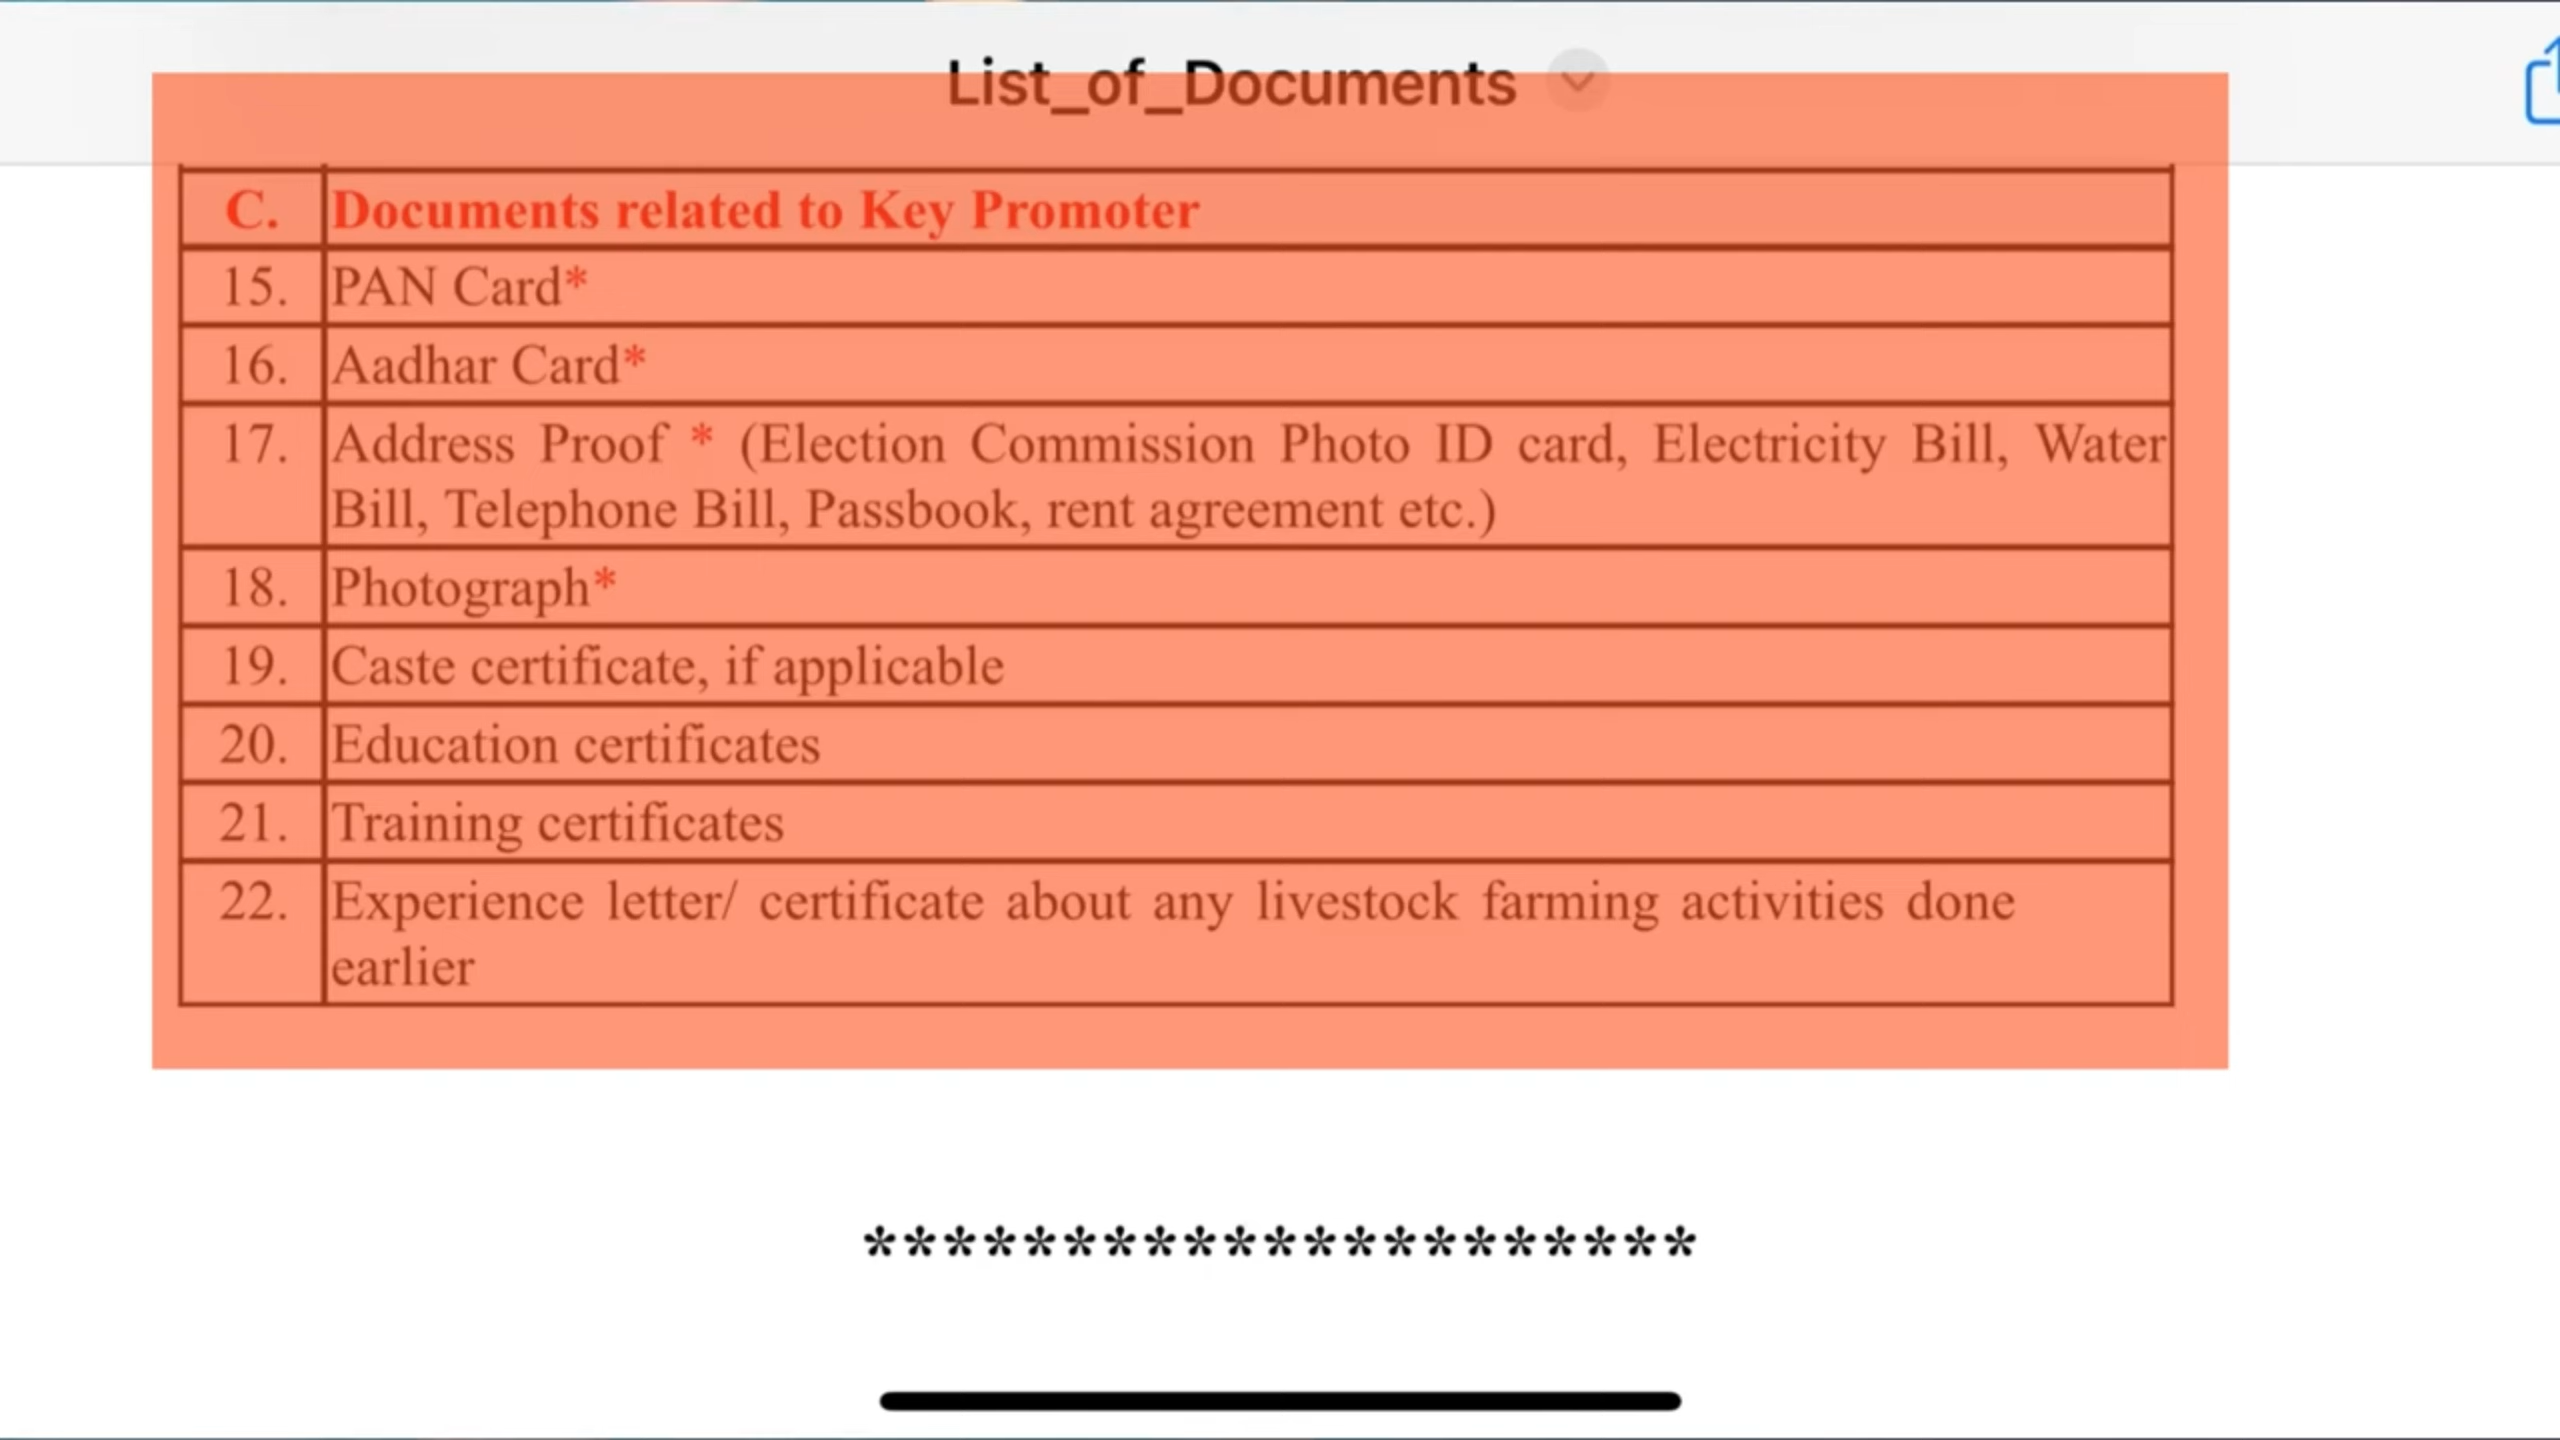 List_of_Documents
C. Documents related to Key Promoter
15. PAN Card*
16. Aadhar Card*
17. Address Proof * (Election Commission Photo ID card, Electricity Bill, Water
Bill, Telephone Bill, Passbook, rent agreement etc.)
18. Photograph*
19. Caste certificate, if applicable
20. Education certificates
21. Training certificates
22. Experience letter/ certificate about any livestock farming activities done
earlier
*********************